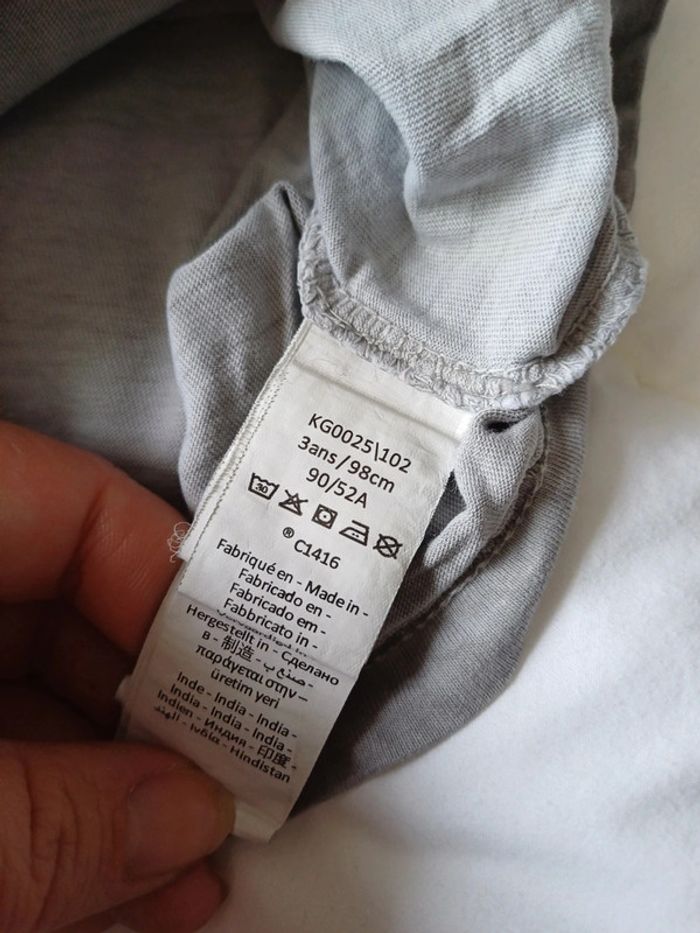 KG0025\102
3ans/98cm
90/52A
30
® C1416
Fabriqué en - Made in -
Fabricado en -
Fabricado em -
Fabbricato in -
Hergestellt in - Сделано
в - 制造 - صنع ب -
παράγεται στην –
üretim yeri
Inde - India - India -
India - India - India -
Indien - Индия - 印度 -
الهند - Ινδία - Hindistan